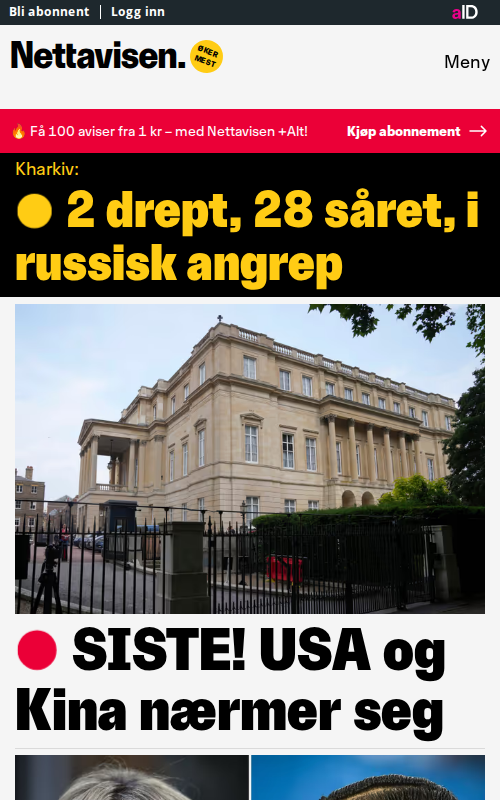 Bli abonnent | Logg inn
aID
Nettavisen.
ØKER
MEST
Meny
🔥 Få 100 aviser fra 1 kr – med Nettavisen +Alt!
Kjøp abonnement →
Kharkiv:
2 drept, 28 såret, i
russisk angrep
SISTE! USA og
Kina nærmer seg